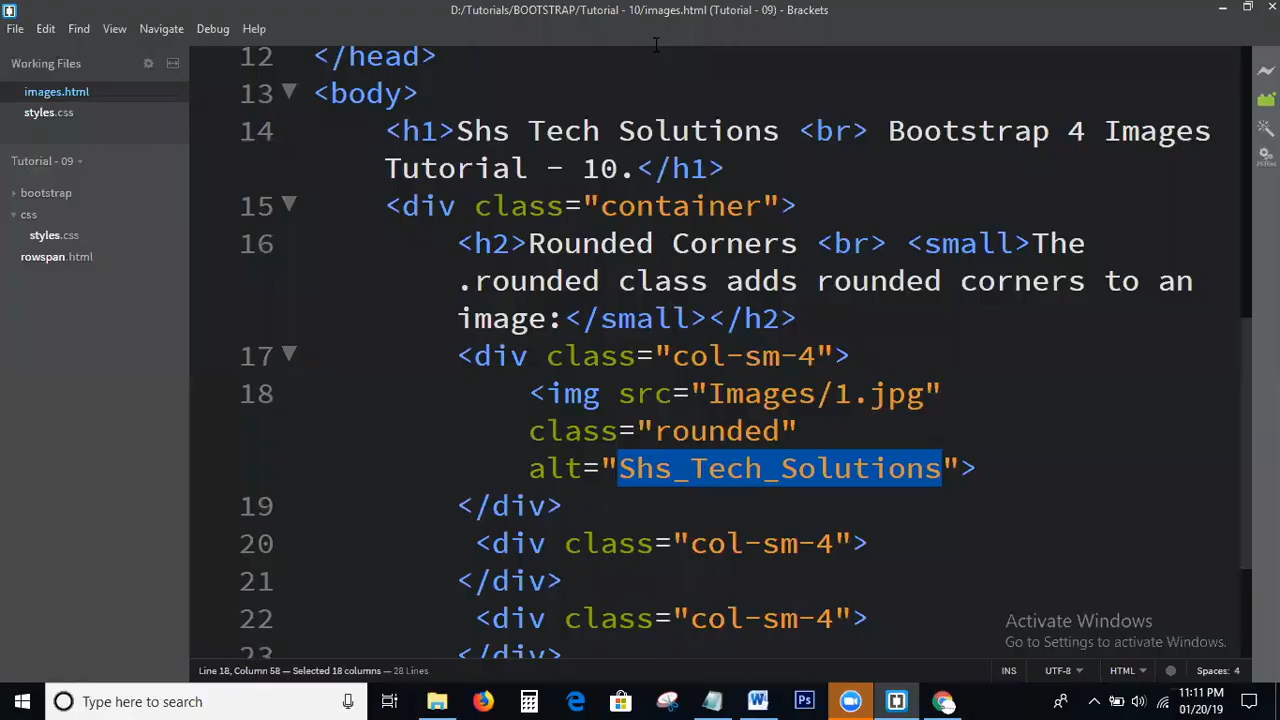 D:/Tutorials/BOOTSTRAP/Tutorial - 10/images.html (Tutorial - 09) - Brackets
File Edit Find View Navigate Debug Help
Working Files
images.html
styles.css
Tutorial - 09
bootstrap
css
styles.css
rowspan.html
12 </head>
13 <body>
14 <h1>Shs Tech Solutions <br> Bootstrap 4 Images
Tutorial - 10.</h1>
15 <div class="container">
16 <h2>Rounded Corners <br> <small>The
.rounded class adds rounded corners to an
image:</small></h2>
17 <div class="col-sm-4">
18 <img src="Images/1.jpg"
class="rounded"
alt="Shs_Tech_Solutions">
19 </div>
20 <div class="col-sm-4">
21 </div>
22 <div class="col-sm-4">
23 </div>
Activate Windows
Go to Settings to activate Windows.
Line 18, Column 58 — Selected 18 columns — 28 Lines
INS UTF-8 HTML Spaces: 4
Type here to search
11:11 PM
01/20/19